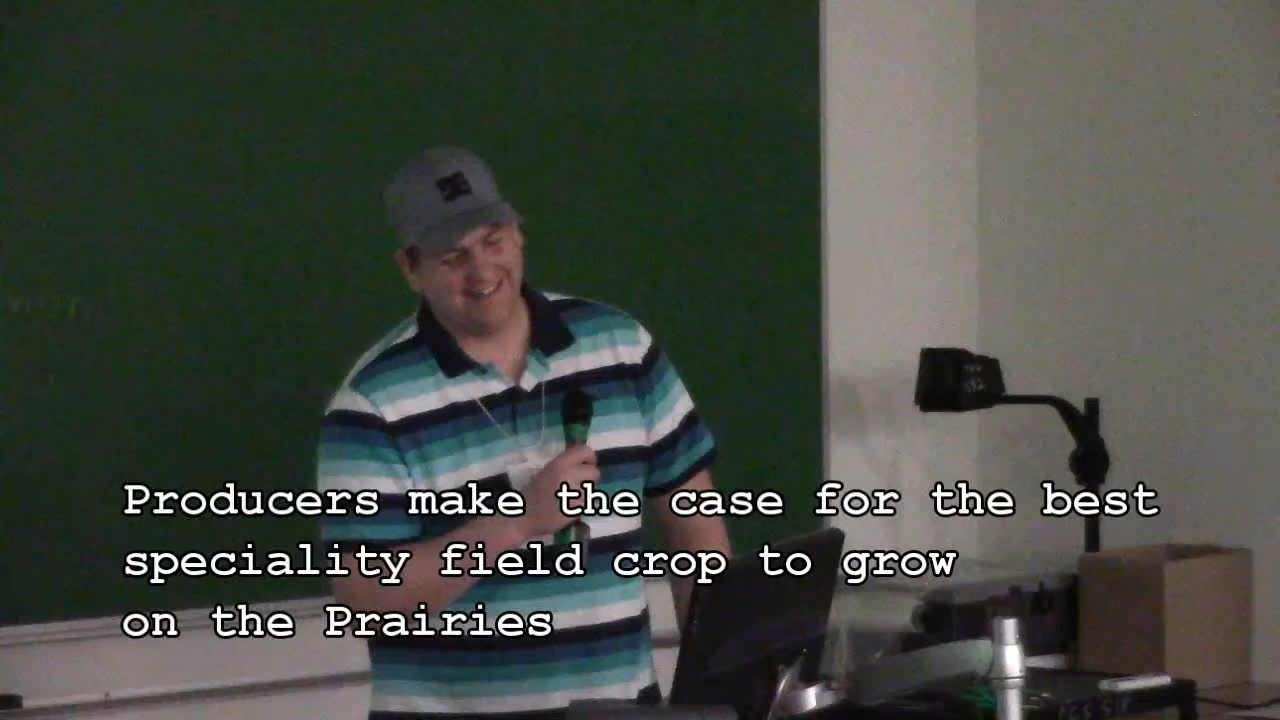 Producers make the case for the best
speciality field crop to grow
on the Prairies